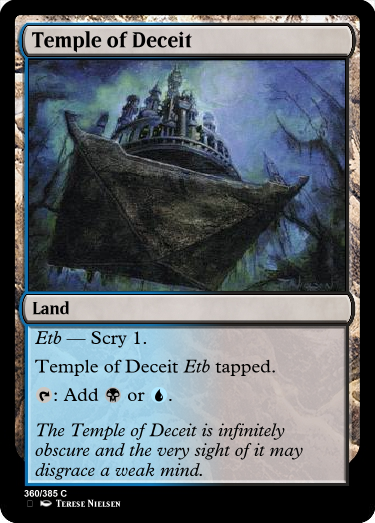 Temple of Deceit
Land
Etb — Scry 1.
Temple of Deceit Etb tapped.
: Add or .
The Temple of Deceit is infinitely
obscure and the very sight of it may
disgrace a weak mind.
360/385 C
Terese Nielsen